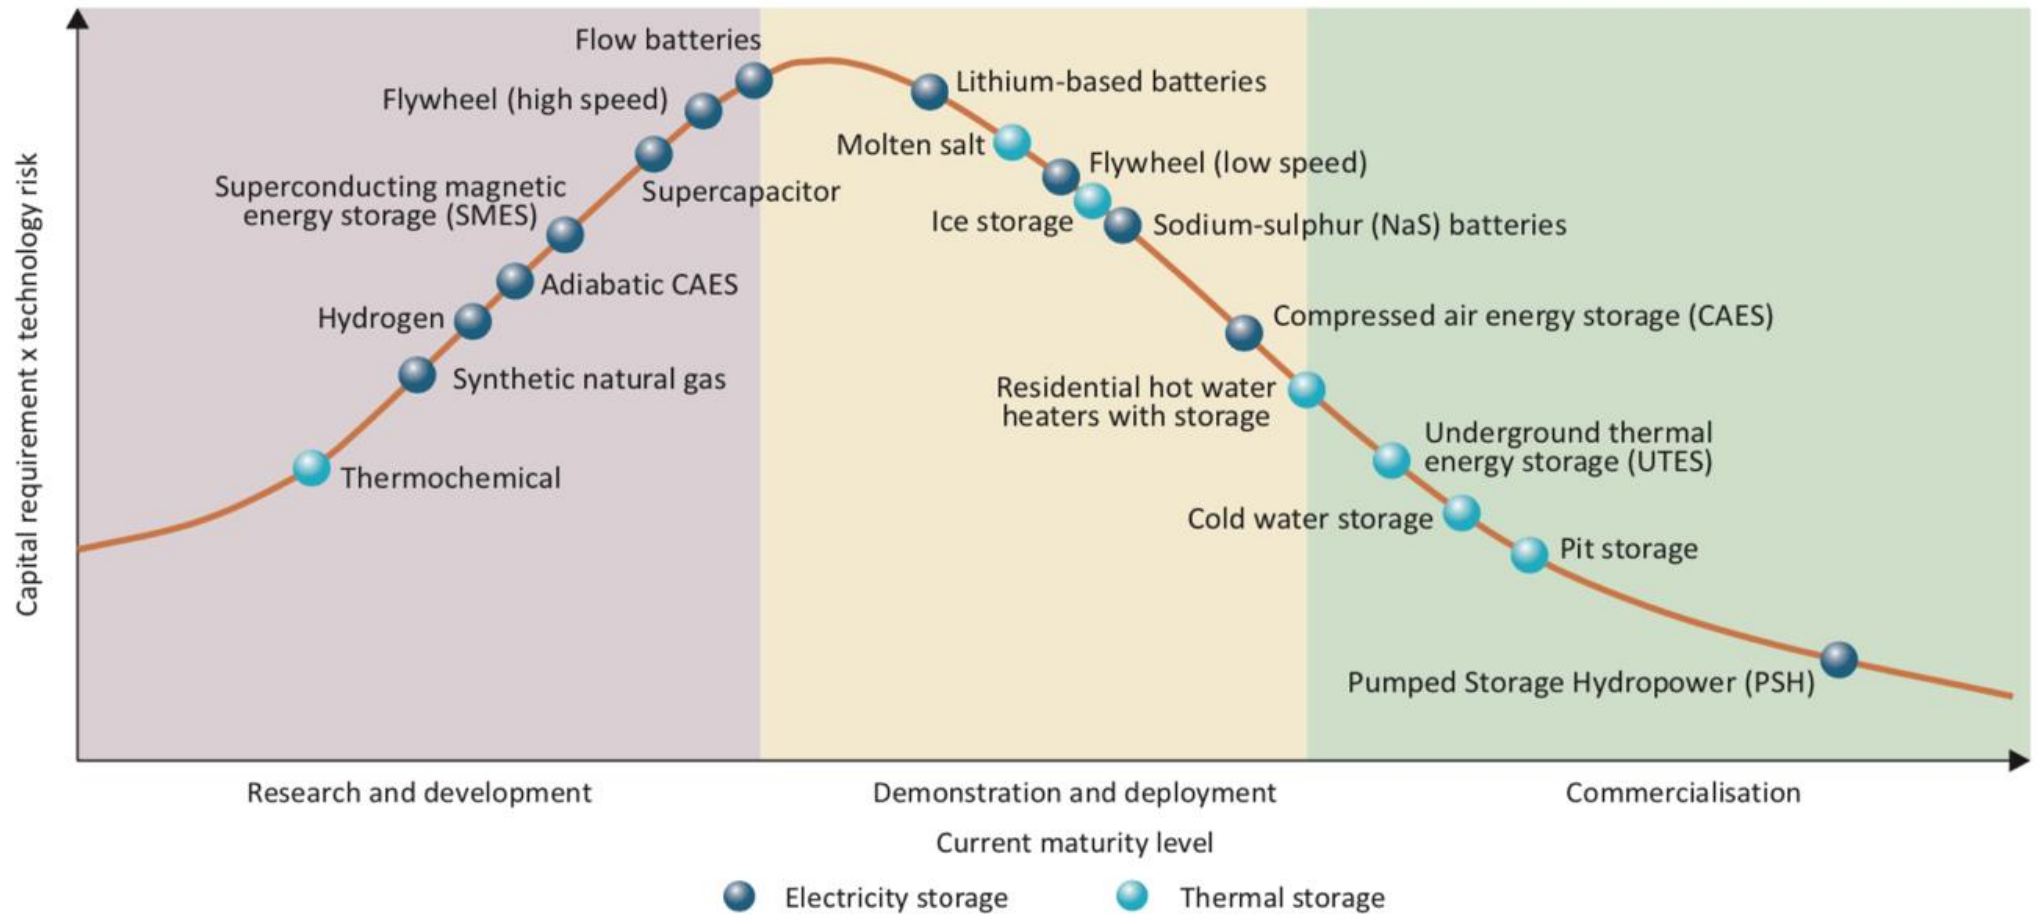 Capital requirement x technology risk
Flow batteries
Flywheel (high speed)
Superconducting magnetic
energy storage (SMES)
Supercapacitor
Adiabatic CAES
Hydrogen
Synthetic natural gas
Thermochemical
Lithium-based batteries
Molten salt
Flywheel (low speed)
Ice storage
Sodium-sulphur (NaS) batteries
Compressed air energy storage (CAES)
Residential hot water
heaters with storage
Underground thermal
energy storage (UTES)
Cold water storage
Pit storage
Pumped Storage Hydropower (PSH)
Research and development
Demonstration and deployment
Commercialisation
Current maturity level
Electricity storage
Thermal storage